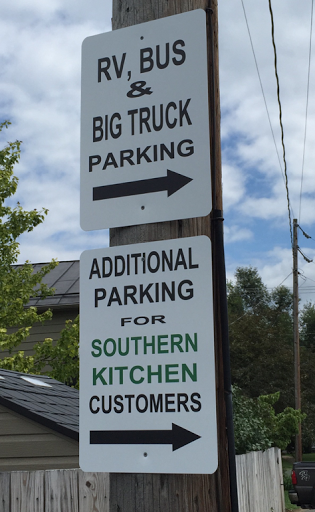 RV, BUS
&
BIG TRUCK
PARKING
ADDITIONAL
PARKING
FOR
SOUTHERN
KITCHEN
CUSTOMERS